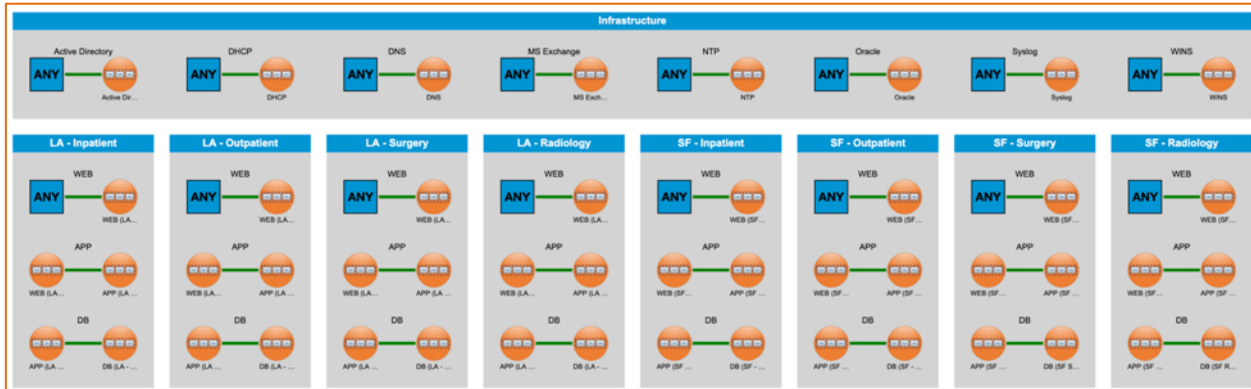 Infrastructure
Active Directory DHCP DNS MS Exchange NTP Oracle Syslog WINS
ANY ANY ANY ANY ANY ANY ANY ANY
Active Dir... DHCP DNS MS Exch... NTP Oracle Syslog WINS
LA - Inpatient LA - Outpatient LA - Surgery LA - Radiology SF - Inpatient SF - Outpatient SF - Surgery SF - Radiology
WEB WEB WEB WEB WEB WEB WEB WEB
ANY ANY ANY ANY ANY ANY ANY ANY
WEB (LA... WEB (LA... WEB (LA... WEB (LA... WEB (SF... WEB (SF... WEB (SF... WEB (SF...
APP APP APP APP APP APP APP APP
WEB (LA... APP (LA ... WEB (LA... APP (LA ... WEB (LA... APP (LA ... WEB (LA... APP (LA ... WEB (SF... APP (SF ... WEB (SF... APP (SF ... WEB (SF... APP (SF ... WEB (SF... APP (SF ...
DB DB DB DB DB DB DB DB
APP (LA ... DB (LA - ... APP (LA ... DB (LA - ... APP (LA ... DB (LA - ... APP (LA ... DB (LA - ... APP (SF ... DB (SF - ... APP (SF ... DB (SF - ... APP (SF ... DB (SF S... APP (SF ... DB (SF R...